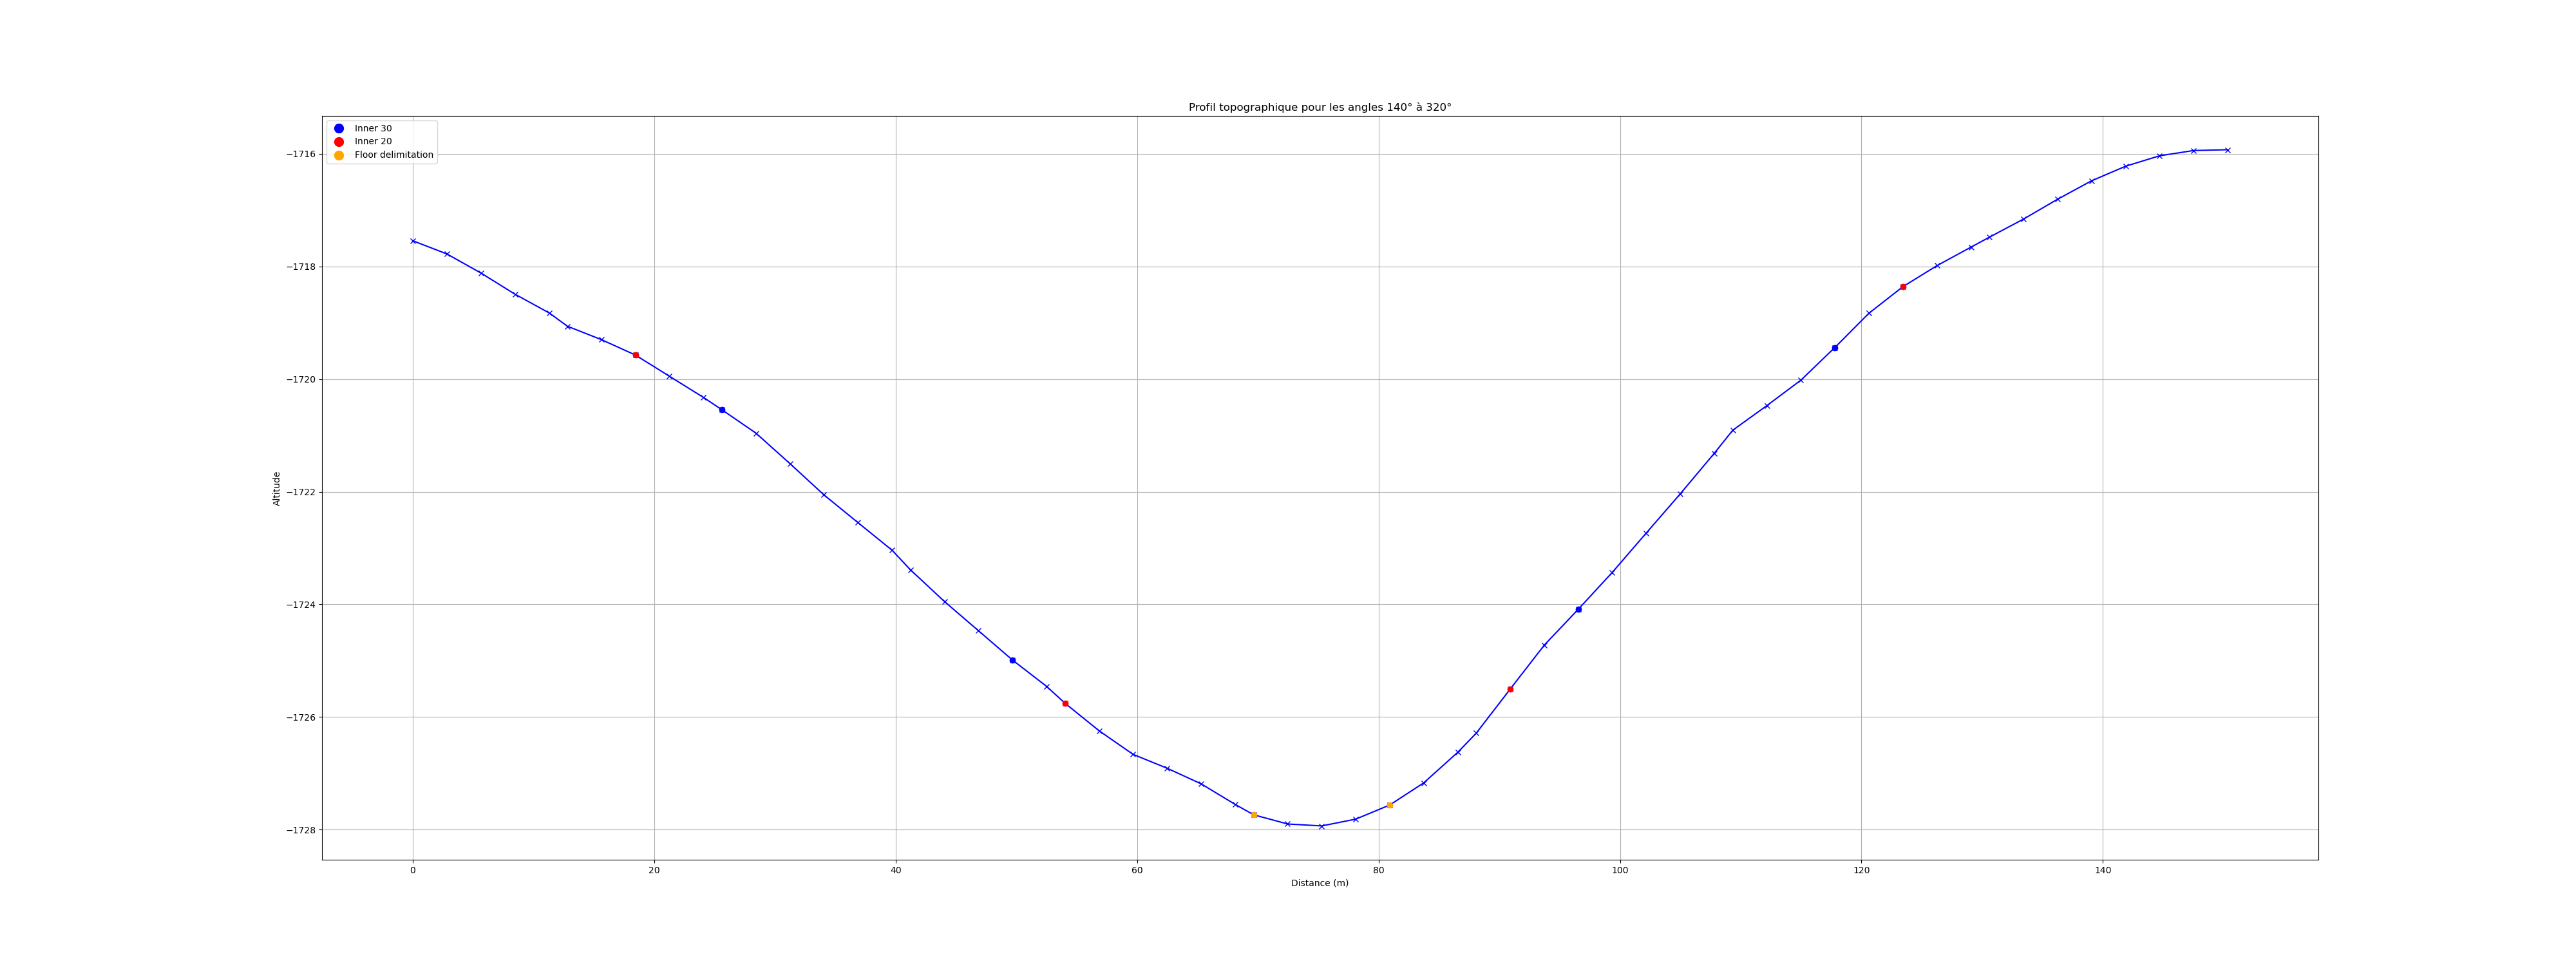 Profil topographique pour les angles 140° à 320°
Inner 30
Inner 20
Floor delimitation
Altitude
−1716
−1718
−1720
−1722
−1724
−1726
−1728
0 20 40 60 80 100 120 140
Distance (m)